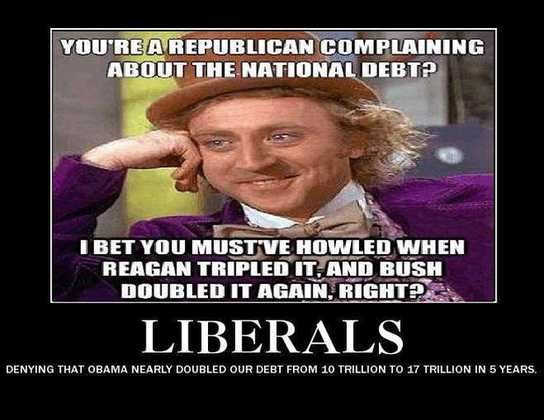 YOU'RE A REPUBLICAN COMPLAINING
ABOUT THE NATIONAL DEBT?
I BET YOU MUST'VE HOWLED WHEN
REAGAN TRIPLED IT, AND BUSH
DOUBLED IT AGAIN, RIGHT?
LIBERALS
DENYING THAT OBAMA NEARLY DOUBLED OUR DEBT FROM 10 TRILLION TO 17 TRILLION IN 5 YEARS.